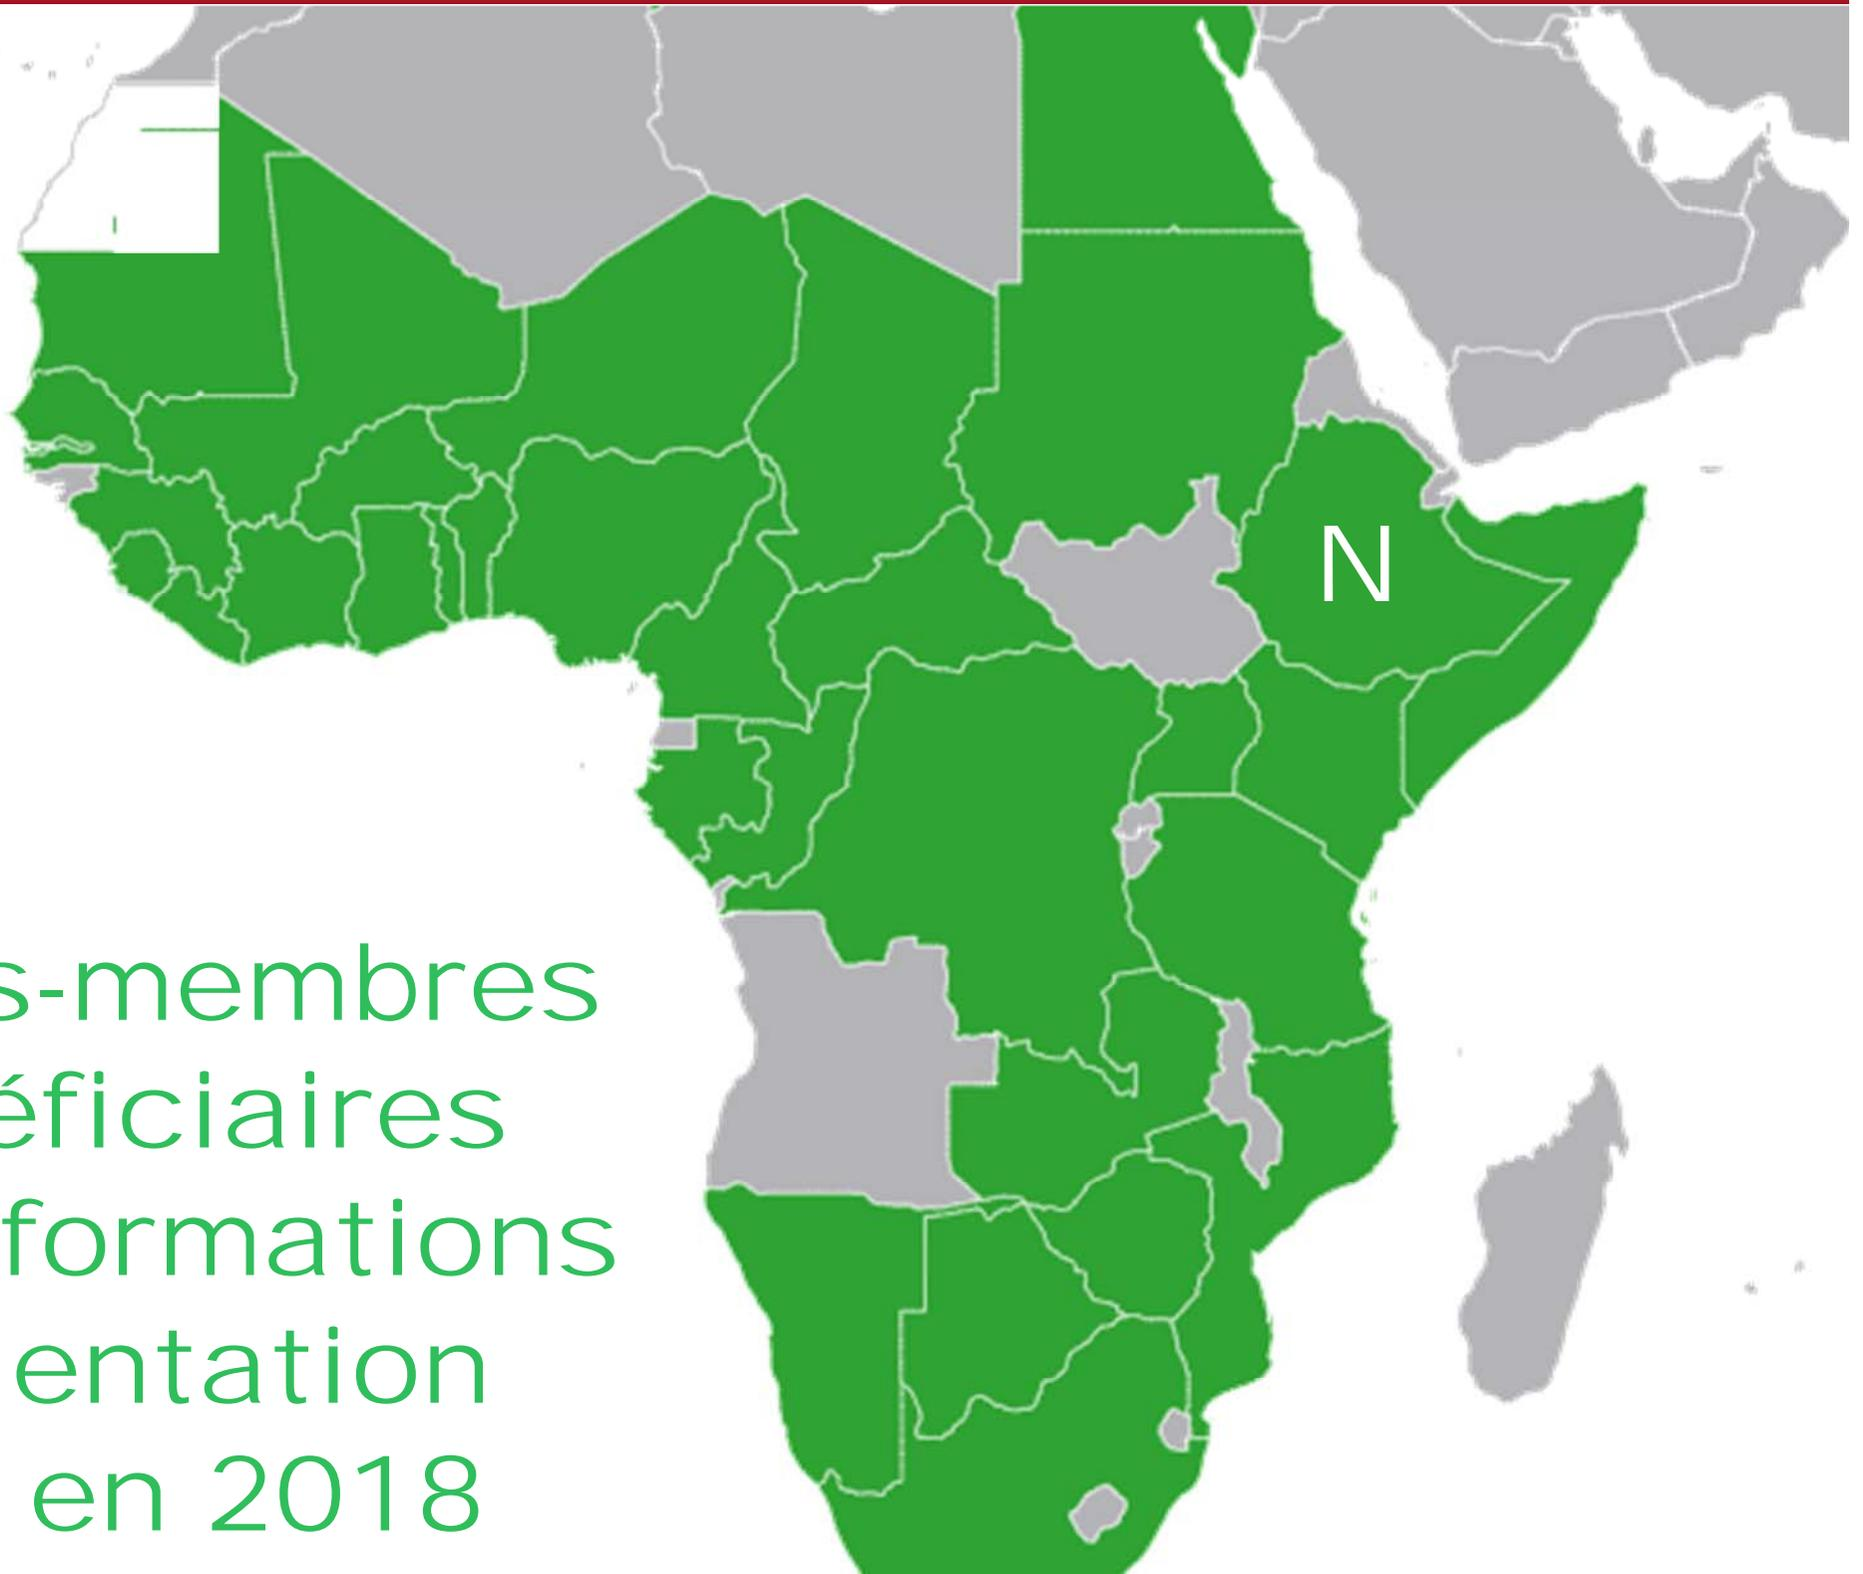 N
s-membres
éficiaires
formations
entation
en 2018